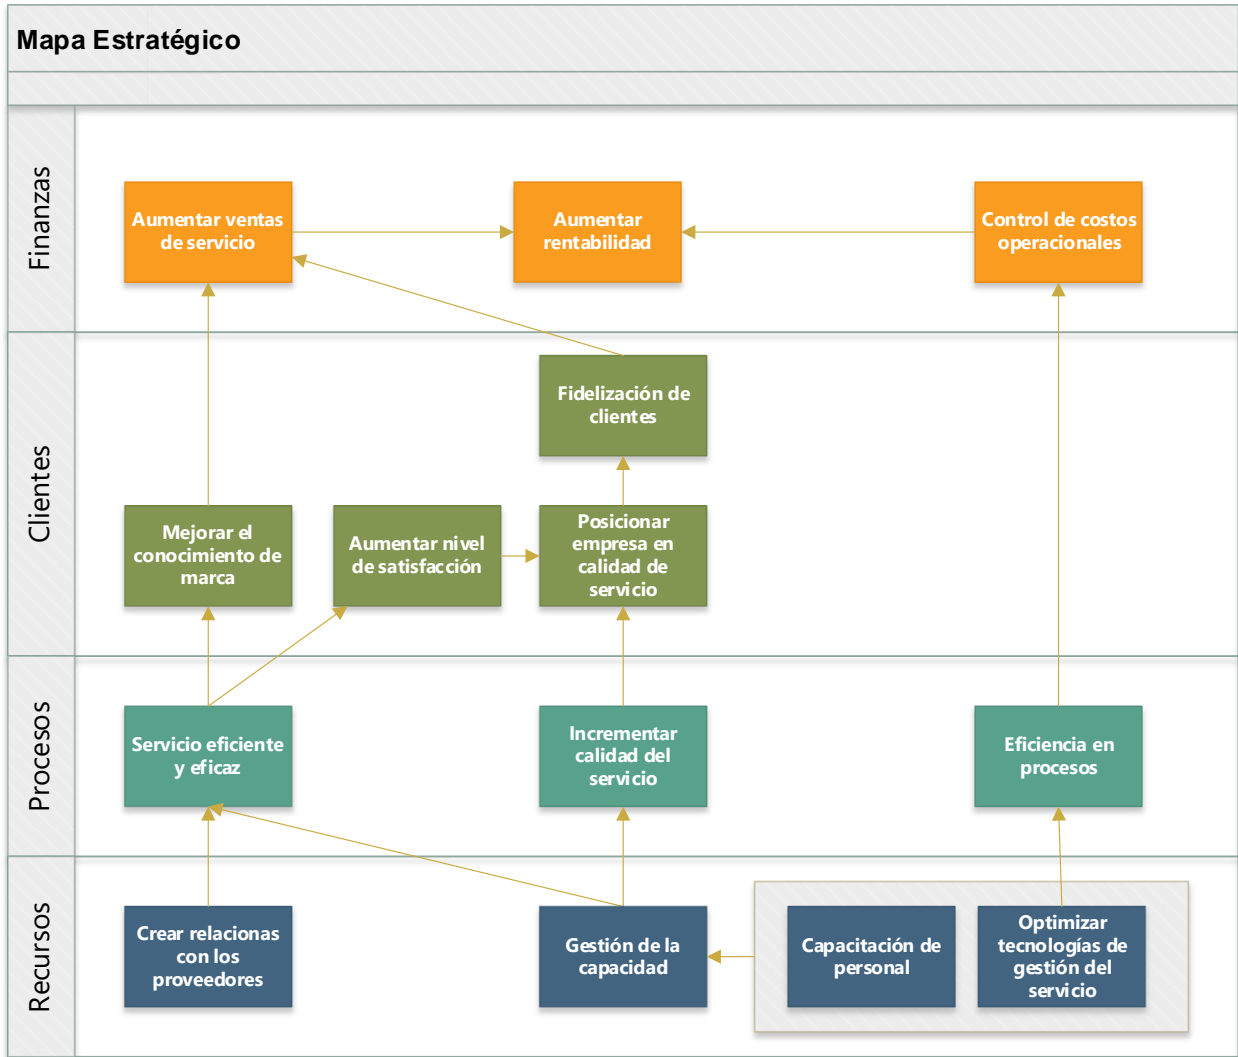 Mapa Estratégico
Finanzas
Aumentar ventas
de servicio
Aumentar
rentabilidad
Control de costos
operacionales
Clientes
Fidelización de
clientes
Mejorar el
conocimiento de
marca
Aumentar nivel
de satisfacción
Posicionar
empresa en
calidad de
servicio
Procesos
Servicio eficiente
y eficaz
Incrementar
calidad del
servicio
Eficiencia en
procesos
Recursos
Crear relacionas
con los
proveedores
Gestión de la
capacidad
Capacitación de
personal
Optimizar
tecnologías de
gestión del
servicio